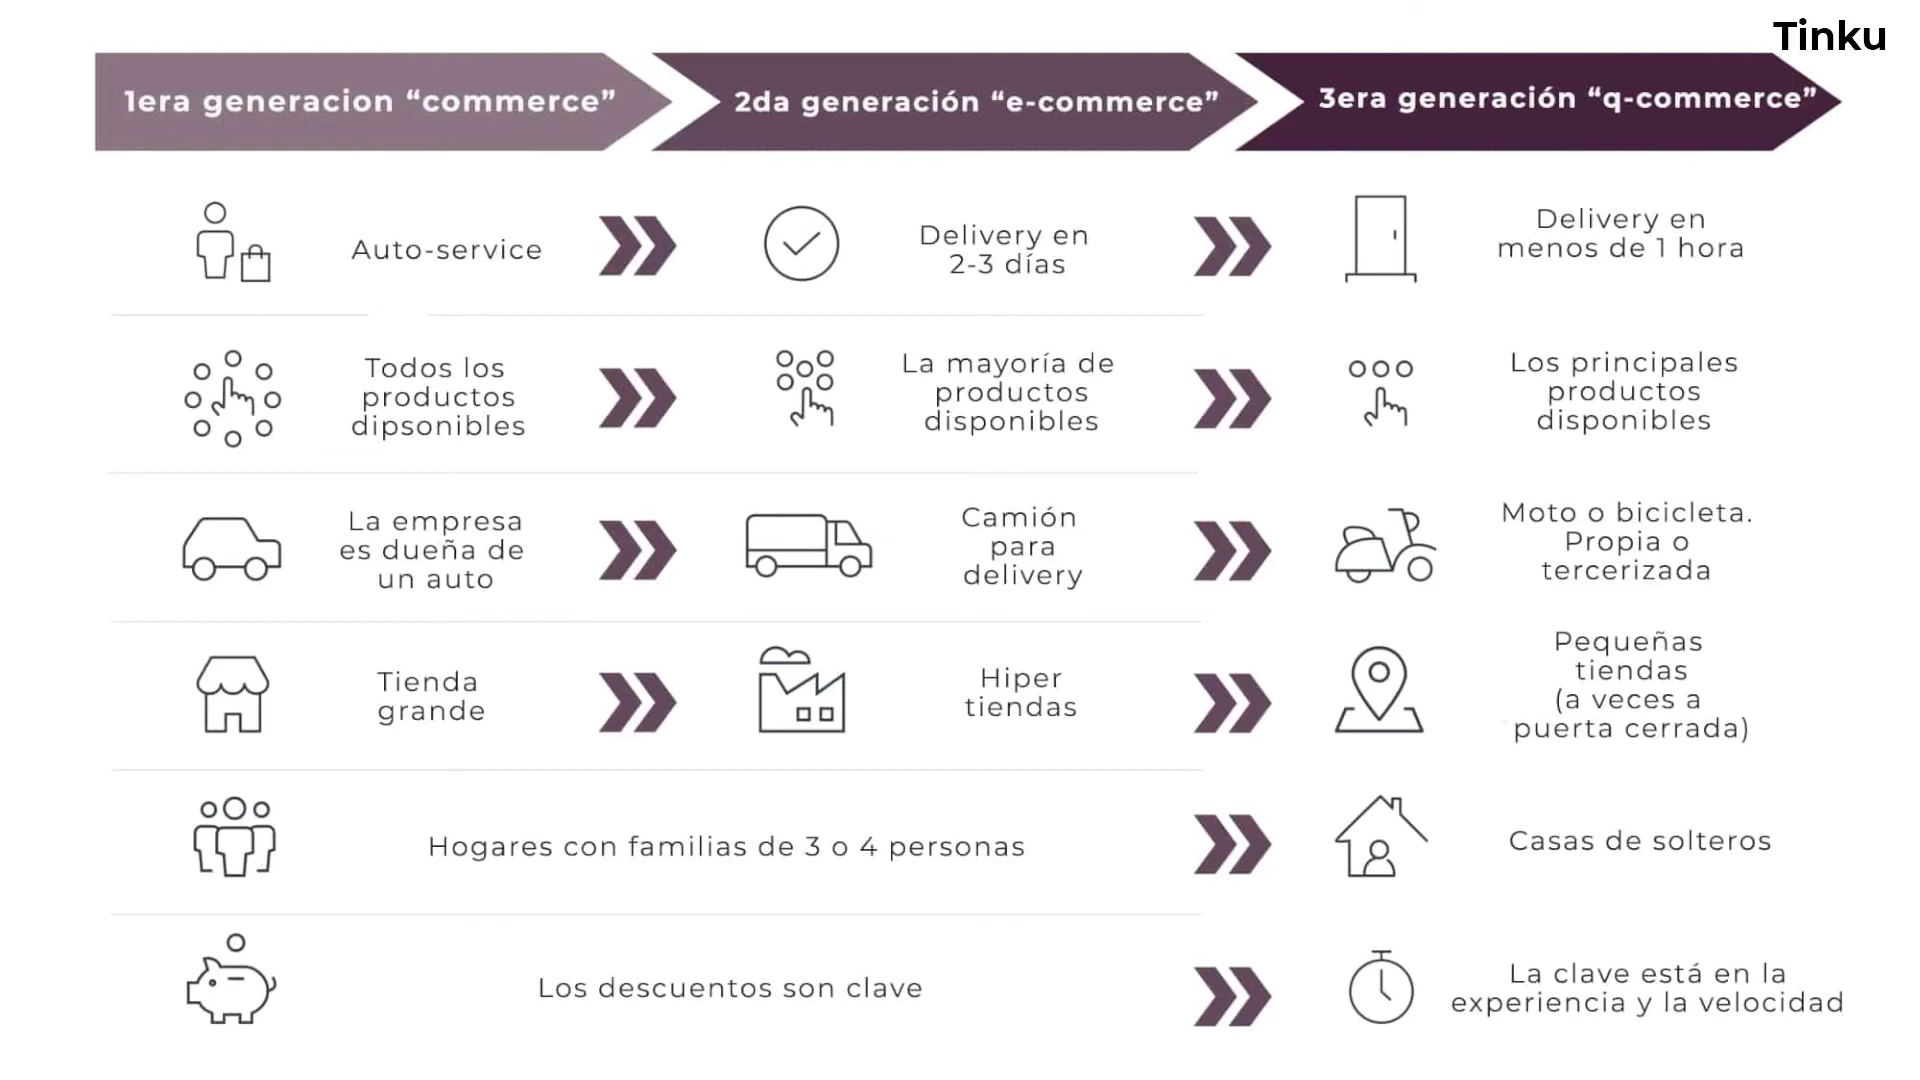 Tinku
1era generacion “commerce”
2da generación “e-commerce”
3era generación “q-commerce”
Auto-service
Delivery en
2-3 días
Delivery en
menos de 1 hora
Todos los
productos
dipsonibles
La mayoría de
productos
disponibles
Los principales
productos
disponibles
La empresa
es dueña de
un auto
Camión
para
delivery
Moto o bicicleta.
Propia o
tercerizada
Tienda
grande
Hiper
tiendas
Pequeñas
tiendas
(a veces a
puerta cerrada)
Hogares con familias de 3 o 4 personas
Casas de solteros
Los descuentos son clave
La clave está en la
experiencia y la velocidad